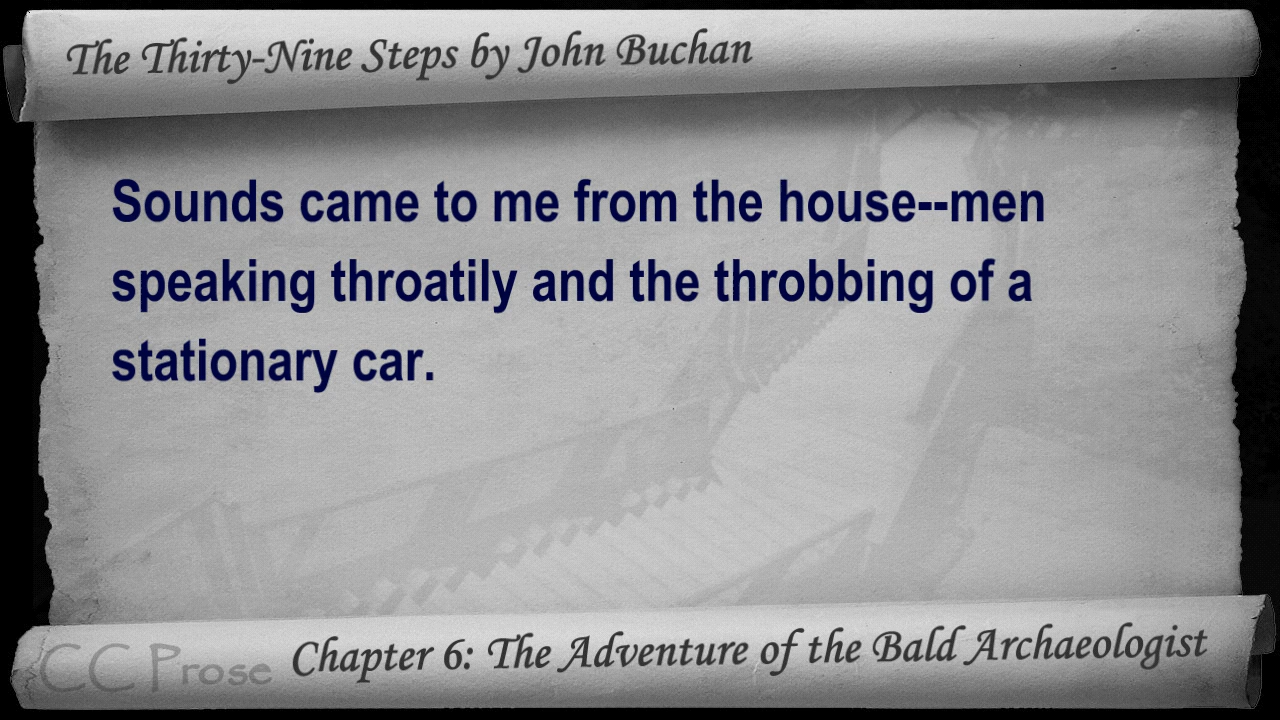 The Thirty-Nine Steps by John Buchan
Sounds came to me from the house--men
speaking throatily and the throbbing of a
stationary car.
CC Prose
Chapter 6: The Adventure of the Bald Archaeologist